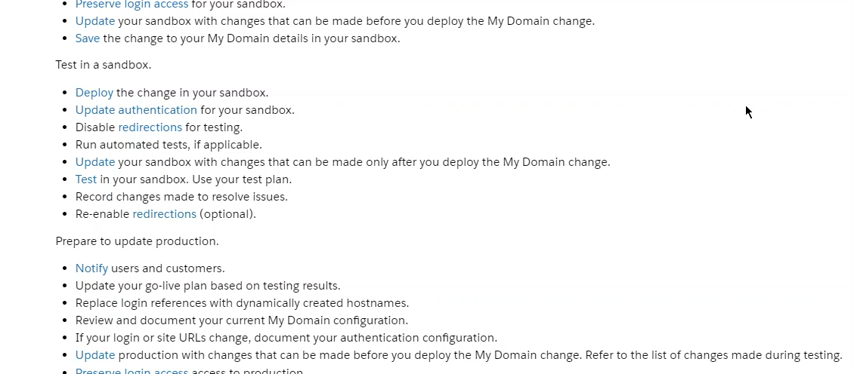 Preserve login access for your sandbox.
Update your sandbox with changes that can be made before you deploy the My Domain change.
Save the change to your My Domain details in your sandbox.
Test in a sandbox.
Deploy the change in your sandbox.
Update authentication for your sandbox.
Disable redirections for testing.
Run automated tests, if applicable.
Update your sandbox with changes that can be made only after you deploy the My Domain change.
Test in your sandbox. Use your test plan.
Record changes made to resolve issues.
Re-enable redirections (optional).
Prepare to update production.
Notify users and customers.
Update your go-live plan based on testing results.
Replace login references with dynamically created hostnames.
Review and document your current My Domain configuration.
If your login or site URLs change, document your authentication configuration.
Update production with changes that can be made before you deploy the My Domain change. Refer to the list of changes made during testing.
Preserve login access access to production.